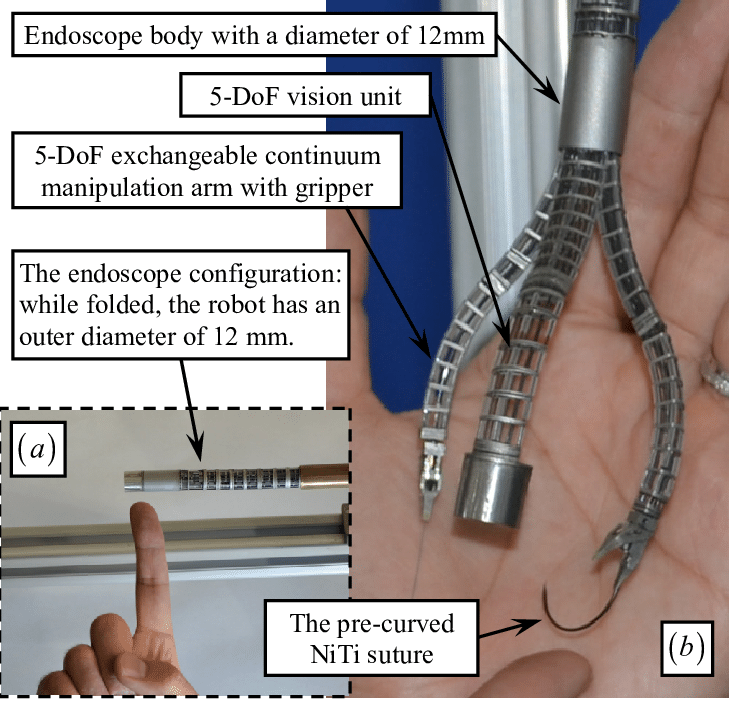 Endoscope body with a diameter of 12mm
5-DoF vision unit
5-DoF exchangeable continuum
manipulation arm with gripper
The endoscope configuration:
while folded, the robot has an
outer diameter of 12 mm.
(a)
The pre-curved
NiTi suture
(b)